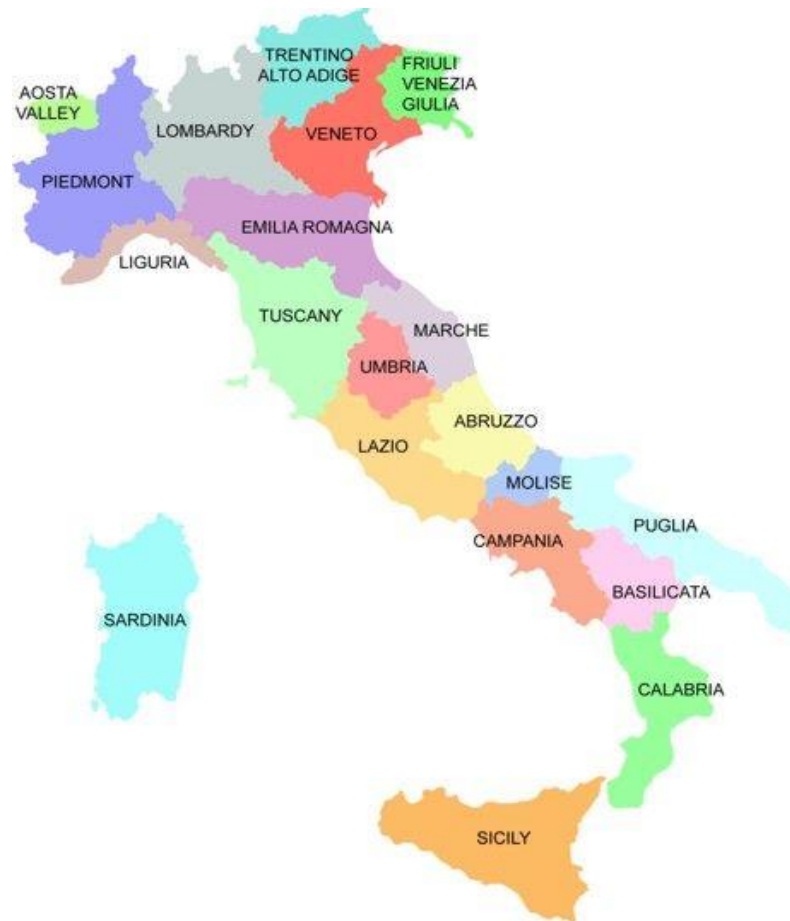 TRENTINO
ALTO ADIGE
FRIULI
VENEZIA
GIULIA
AOSTA
VALLEY
LOMBARDY
VENETO
PIEDMONT
EMILIA ROMAGNA
LIGURIA
TUSCANY
MARCHE
UMBRIA
ABRUZZO
LAZIO
MOLISE
PUGLIA
CAMPANIA
BASILICATA
SARDINIA
CALABRIA
SICILY